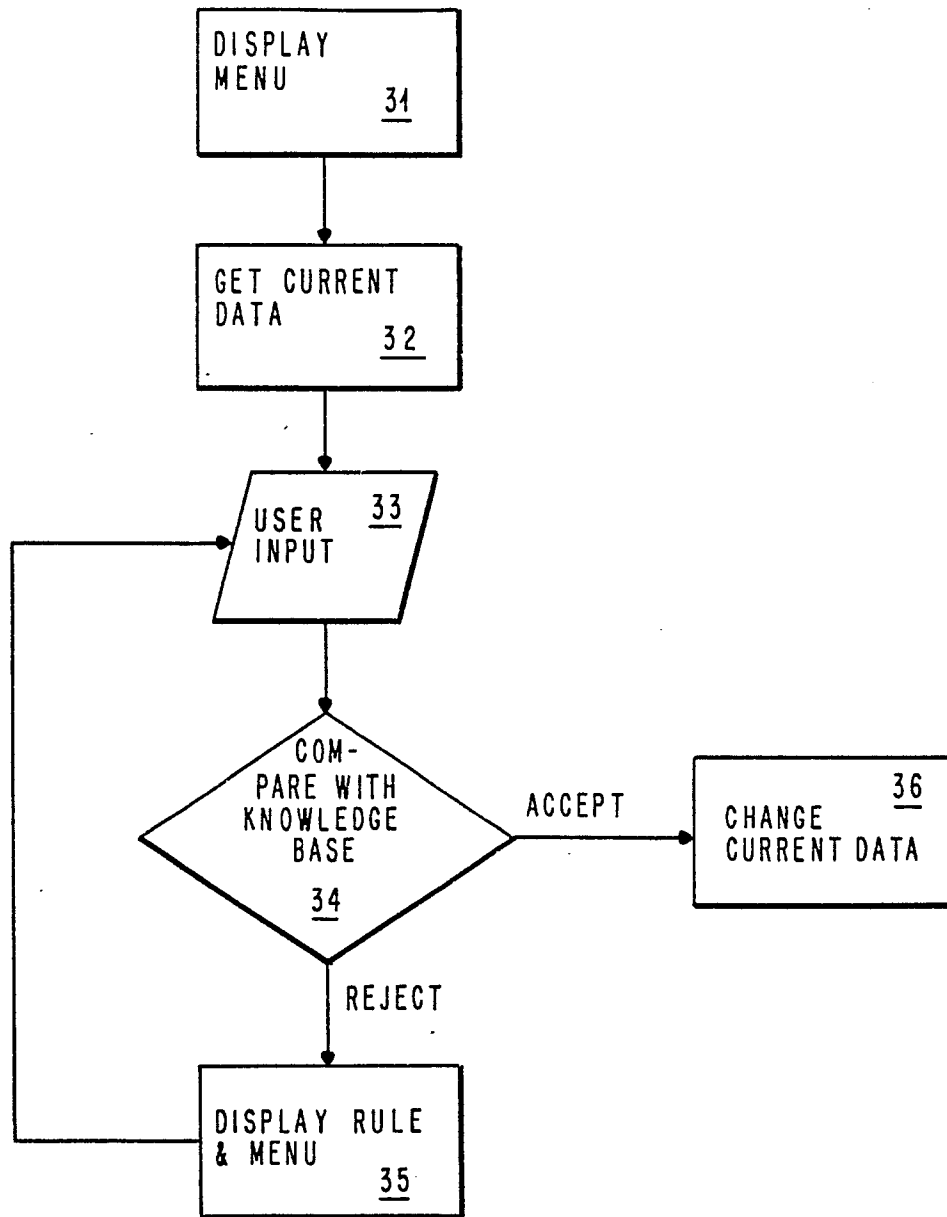 DISPLAY
MENU
31
GET CURRENT
DATA
32
33
USER
INPUT
COM-
PARE WITH
KNOWLEDGE
BASE
34
ACCEPT
36
CHANGE
CURRENT DATA
REJECT
DISPLAY RULE
& MENU
35